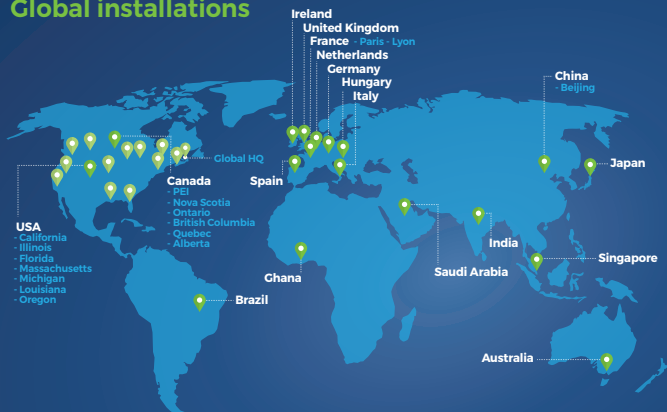 Global installations
Ireland
United Kingdom
France - Paris - Lyon
Netherlands
Germany
Hungary
Italy
China
- Beijing
Global HQ
Japan
Canada
- PEI
- Nova Scotia
- Ontario
- British Columbia
- Quebec
- Alberta
Spain
USA
- California
- Illinois
- Florida
- Massachusetts
- Michigan
- Louisiana
- Oregon
India
Singapore
Saudi Arabia
Ghana
Brazil
Australia